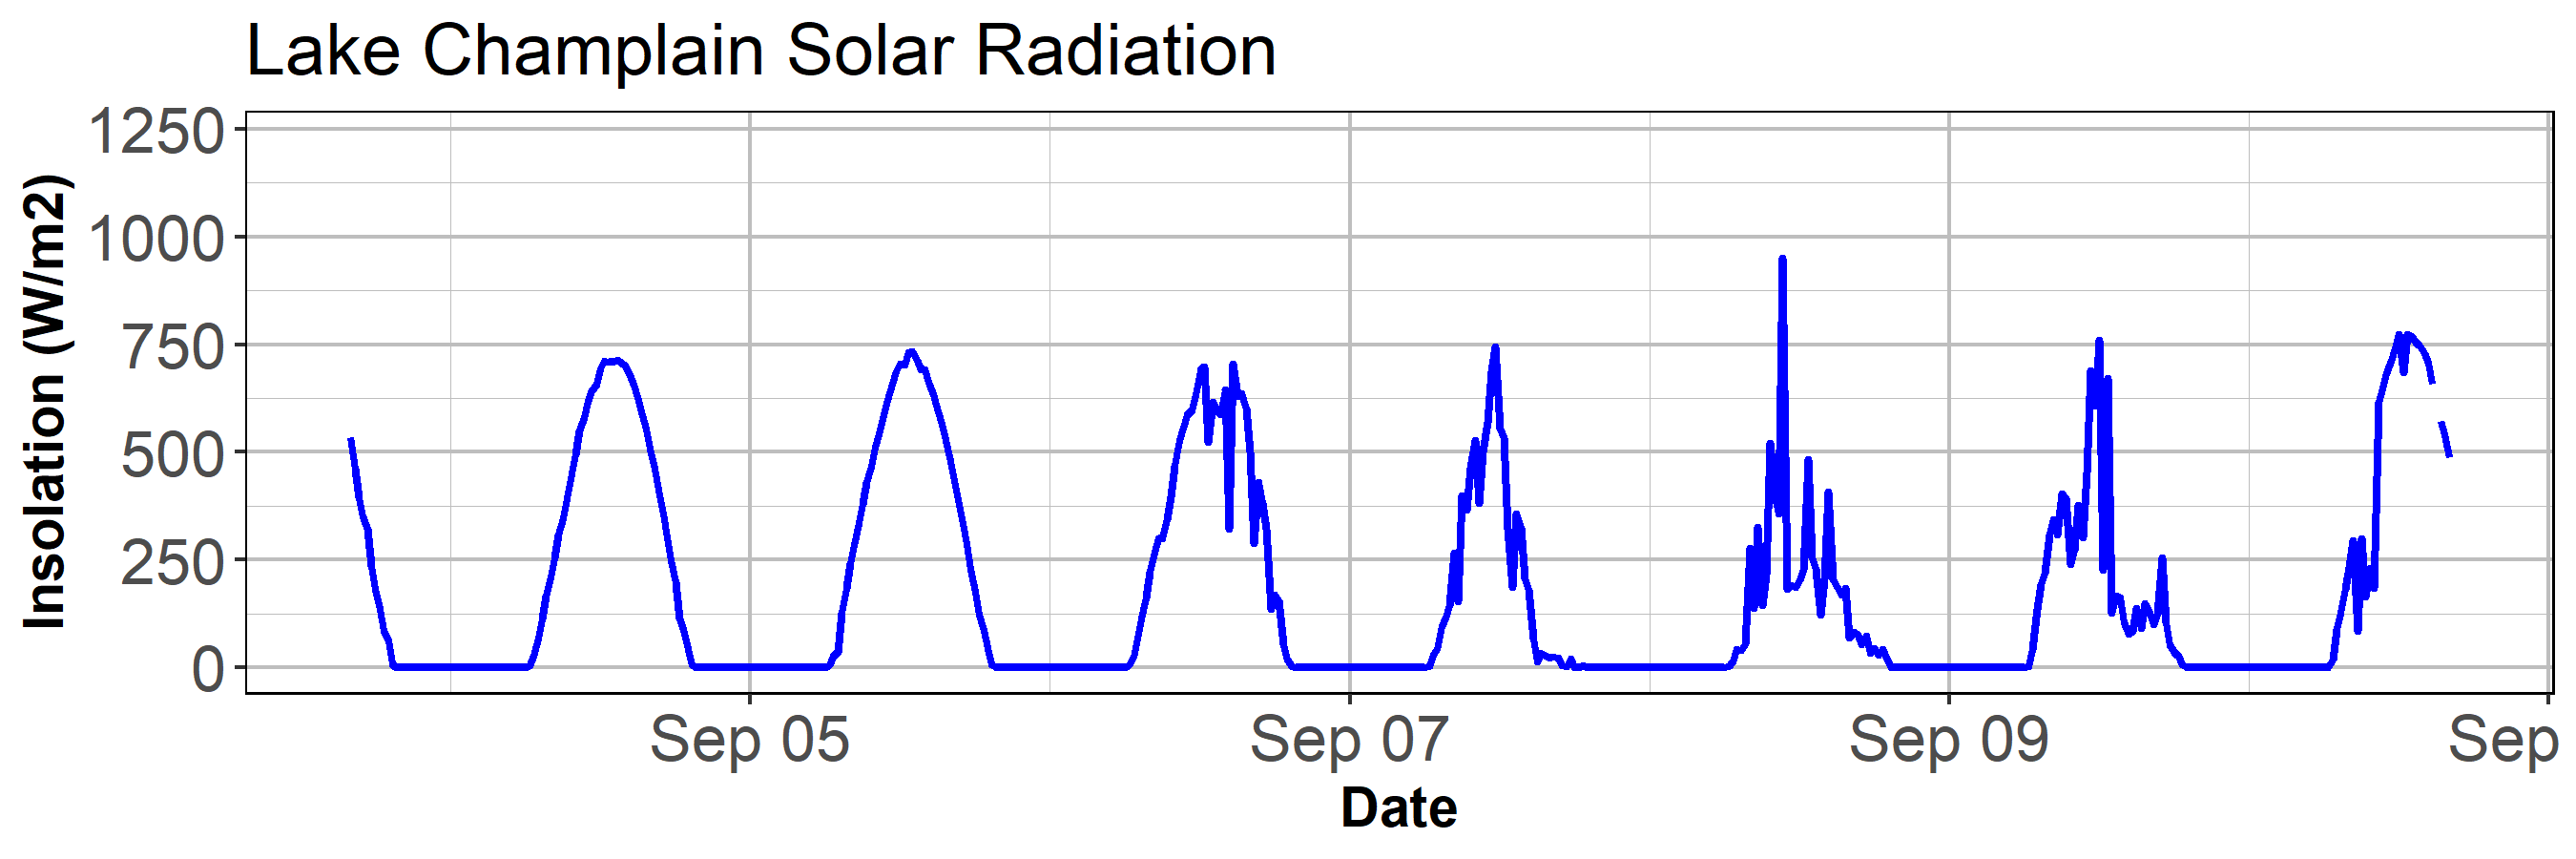 Lake Champlain Solar Radiation
1250
1000
750
500
250
0
Insolation (W/m2)
Sep 05
Sep 07
Sep 09
Sep
Date